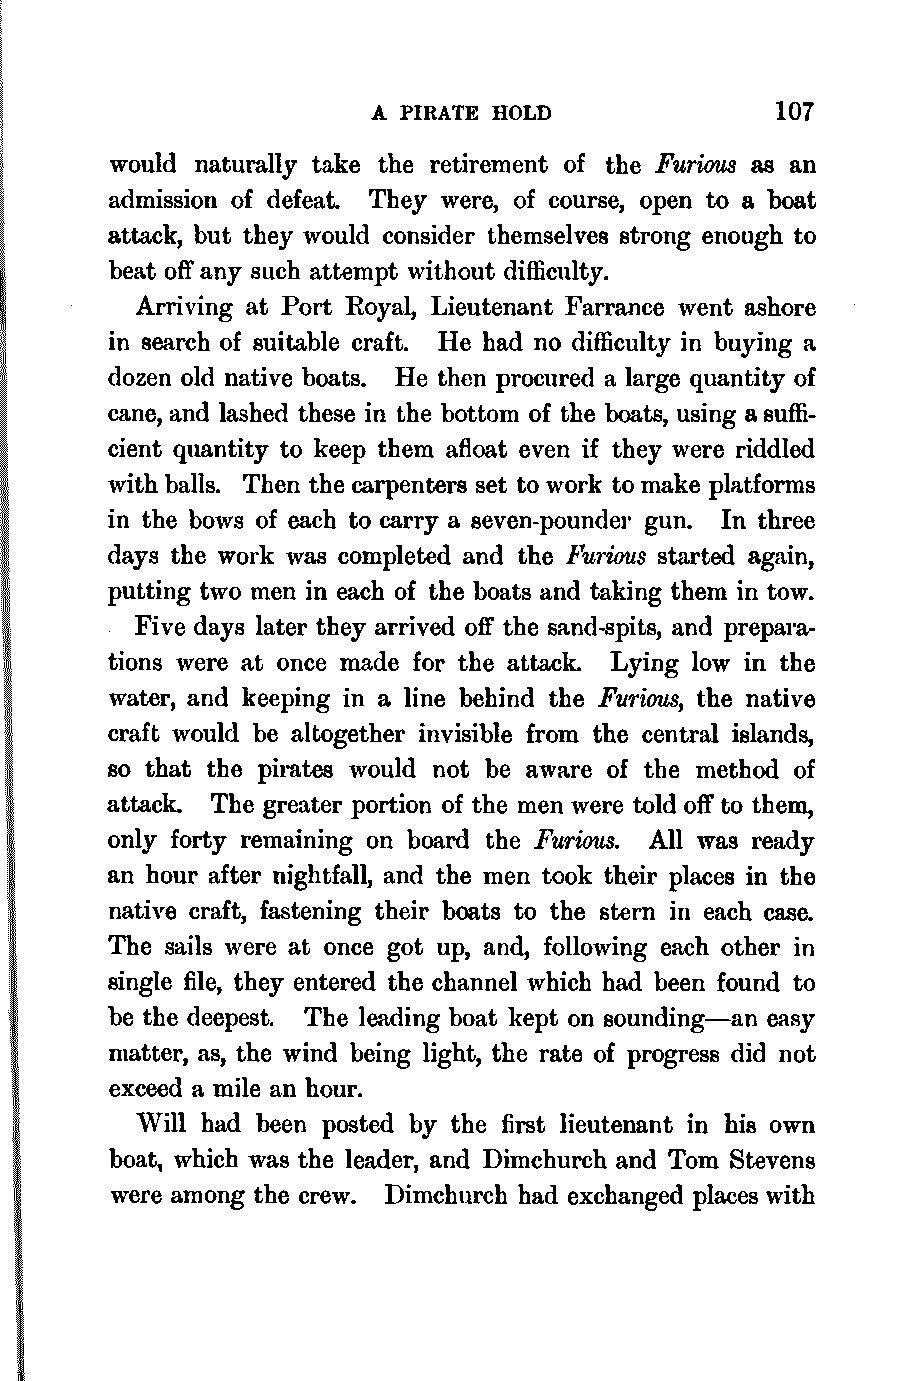 A PIRATE HOLD 107
would naturally take the retirement of the Furious as an
admission of defeat. They were, of course, open to a boat
attack, but they would consider themselves strong enough to
beat off any such attempt without difficulty.
Arriving at Port Royal, Lieutenant Farrance went ashore
in search of suitable craft. He had no difficulty in buying a
dozen old native boats. He then procured a large quantity of
cane, and lashed these in the bottom of the boats, using a suffi-
cient quantity to keep them afloat even if they were riddled
with balls. Then the carpenters set to work to make platforms
in the bows of each to carry a seven-pounder gun. In three
days the work was completed and the Furious started again,
putting two men in each of the boats and taking them in tow.
Five days later they arrived off the sand-spits, and prepara-
tions were at once made for the attack. Lying low in the
water, and keeping in a line behind the Furious, the native
craft would be altogether invisible from the central islands,
so that the pirates would not be aware of the method of
attack. The greater portion of the men were told off to them,
only forty remaining on board the Furious. All was ready
an hour after nightfall, and the men took their places in the
native craft, fastening their boats to the stern in each case.
The sails were at once got up, and, following each other in
single file, they entered the channel which had been found to
be the deepest. The leading boat kept on sounding—an easy
matter, as, the wind being light, the rate of progress did not
exceed a mile an hour.
Will had been posted by the first lieutenant in his own
boat, which was the leader, and Dimchurch and Tom Stevens
were among the crew. Dimchurch had exchanged places with